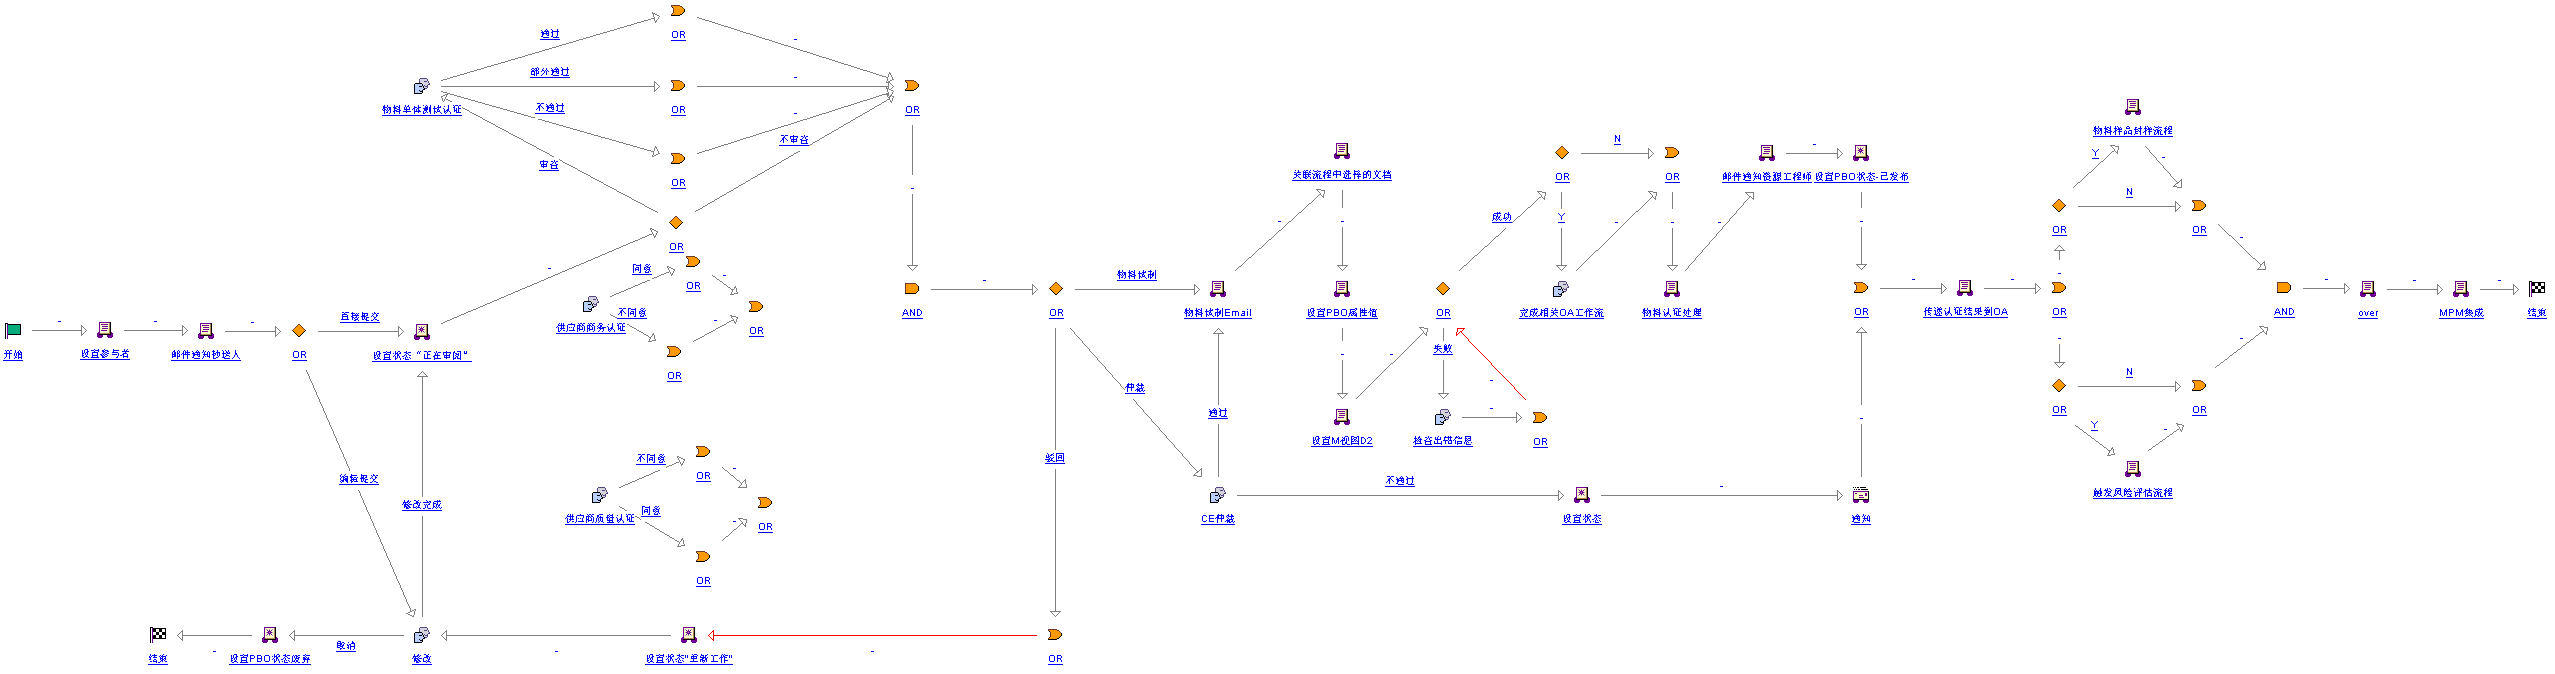 OR
通过
部分通过
OR
物料单体测试认证
不通过
OR
OR
不审咨
审咨
OR
OR
同意
OR
不同意
供应商商务认证
OR
OR
开始
设置参与者
邮件通知抄送人
OR
直接提交
设置状态“正在审阅”
编辑提交
修改完成
不同意
OR
供应商质量认证
同意
OR
OR
结束
设置PBO状态废弃
取消
修改
设置状态"重新工作"
OR
AND
OR
物料试制
物料试制Email
仲裁
驳回
通过
CE仲裁
不通过
设置状态
通知
关联流程中选择的文档
设置PBO属性值
设置M视图D2
成功
OR
失败
检咨出错信息
OR
OR
N
OR
Y
完成相关OA工作流
物料认证处理
邮件通知资源工程师
设置PBO状态-已发布
OR
传递认证结果到OA
OR
物料样品封样流程
Y
N
OR
OR
N
OR
OR
Y
触发风险评估流程
AND
over
MPM集成
结束